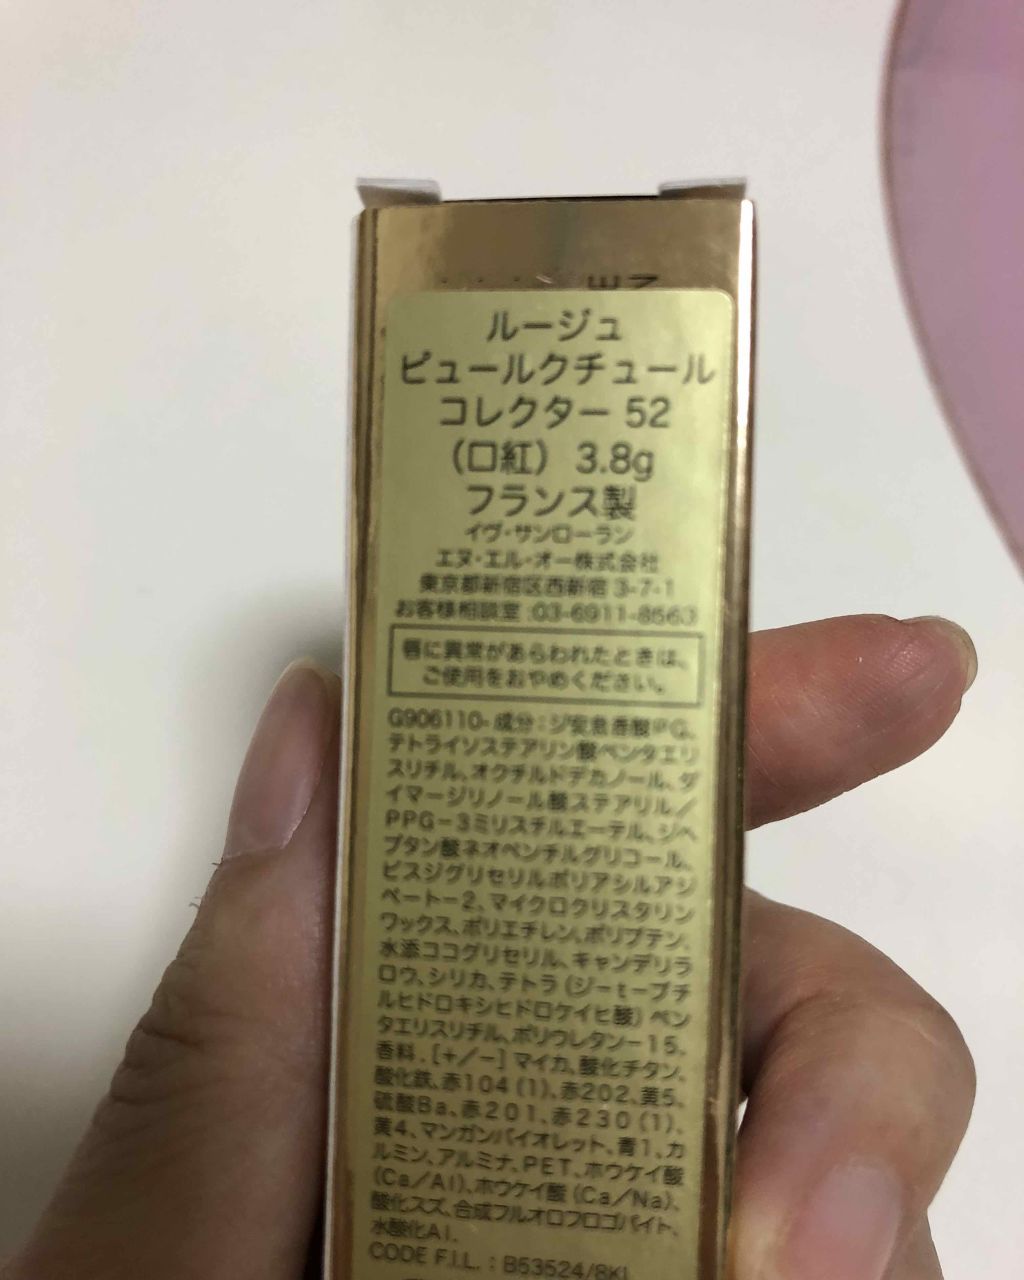 ルージュ
ピュールクチュール
コレクター 52
(口紅) 3.8g
フランス製
イヴ・サンローラン
エヌ・エル・オー株式会社
東京都新宿区西新宿 3-7-1
お客様相談室:03-6911-8563
唇に異常があらわれたときは、
ご使用をおやめください。
G906110-成分:ジ安息香酸PG、
テトライソステアリン酸ペンタエリ
スリチル、オクチルドデカノール、ダ
イマージリノール酸ステアリル/
PPG-3ミリスチルエーテル、ジヘ
プタン酸ネオペンチルグリコール、
ビスジグリセリルポリアシルアジ
ペート-2、マイクロクリスタリン
ワックス、ポリエチレン、ポリブテン、
水添ココグリセリル、キャンデリラ
ロウ、シリカ、テトラ(ジ-t-ブチ
ルヒドロキシヒドロケイヒ酸)ペン
タエリスリチル、ポリウレタン-15、
香料. [+/-] マイカ、酸化チタン、
酸化鉄、赤104(1)、赤202、黄5、
硫酸Ba、赤201、赤230(1)、
黄4、マンガンバイオレット、青1、カ
ルミン、アルミナ、PET、ホウケイ酸
(Ca/Al)、ホウケイ酸(Ca/Na)、
酸化スズ、合成フルオロフロゴパイト、
水酸化Al.
CODE F.I.L. : B53524/8KL